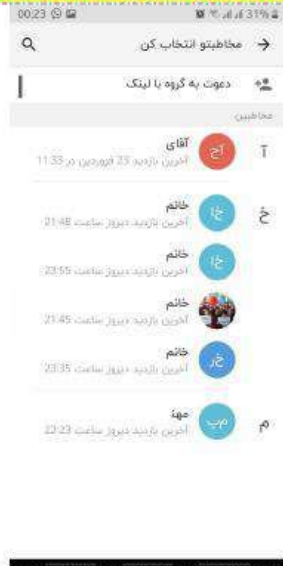 00:23 31%
مخاطبتو انتخاب کن
دعوت به گروه با لینک
مخاطبین
آ
آح
آقای
آخرین بازدید 23 فروردین در 11:33
خ
خا
خانم
آخرین بازدید دیروز ساعت 21:48
خا
خانم
آخرین بازدید دیروز ساعت 23:55
خانم
آخرین بازدید دیروز ساعت 21:45
خر
خانم
آخرین بازدید دیروز ساعت 23:35
م
مب
آخرین بازدید دیروز ساعت 22:23